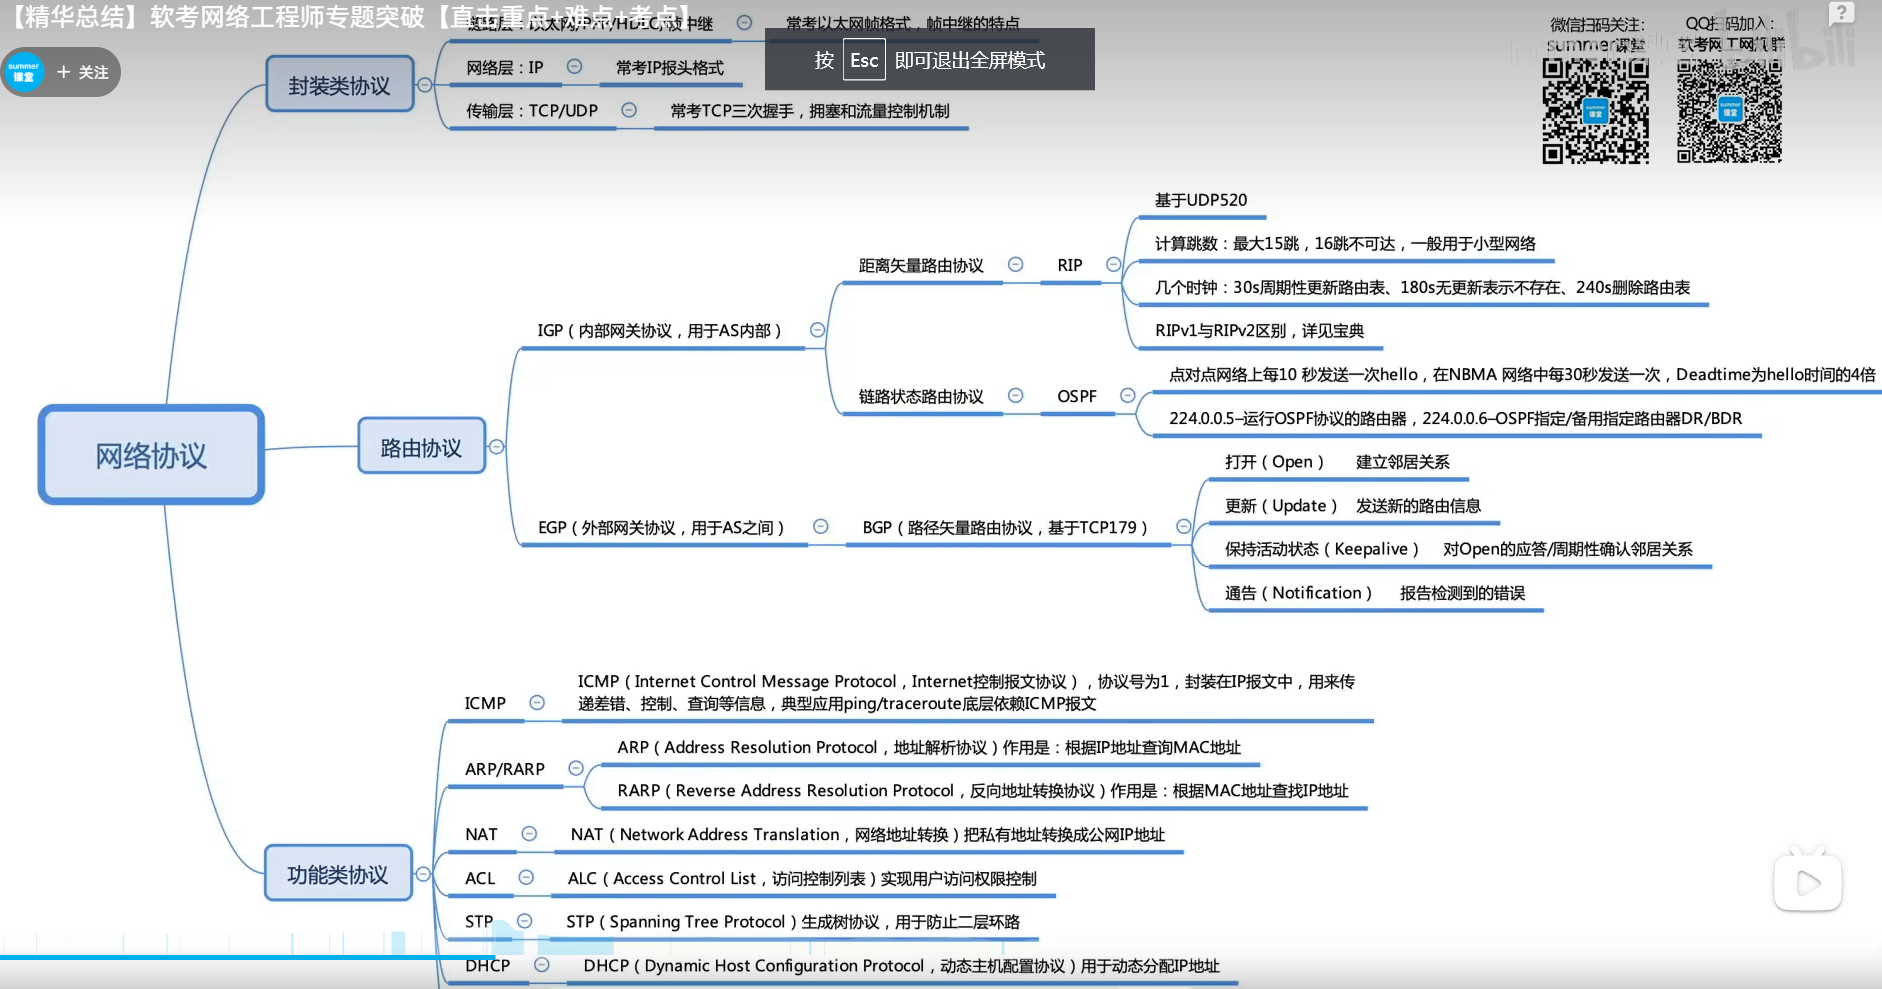 【精华总结】软考网络工程师专题突破【直击重点+难点+考点】
summer课堂
+ 关注
按 Esc 即可退出全屏模式
微信扫码关注：
summer课堂
QQ扫码加入：
软考网工网规群
bilibili
网络协议
封装类协议
链路层：以太网/PPP/HDLC/帧中继
常考以太网帧格式，帧中继的特点
网络层：IP
常考IP报头格式
传输层：TCP/UDP
常考TCP三次握手，拥塞和流量控制机制
路由协议
IGP（内部网关协议，用于AS内部）
距离矢量路由协议
RIP
基于UDP520
计算跳数：最大15跳，16跳不可达，一般用于小型网络
几个时钟：30s周期性更新路由表、180s无更新表示不存在、240s删除路由表
RIPv1与RIPv2区别，详见宝典
链路状态路由协议
OSPF
点对点网络上每10 秒发送一次hello，在NBMA 网络中每30秒发送一次，Deadtime为hello时间的4倍
224.0.0.5–运行OSPF协议的路由器，224.0.0.6–OSPF指定/备用指定路由器DR/BDR
EGP（外部网关协议，用于AS之间）
BGP（路径矢量路由协议，基于TCP179）
打开（Open） 建立邻居关系
更新（Update） 发送新的路由信息
保持活动状态（Keepalive） 对Open的应答/周期性确认邻居关系
通告（Notification） 报告检测到的错误
功能类协议
ICMP
ICMP（Internet Control Message Protocol，Internet控制报文协议），协议号为1，封装在IP报文中，用来传
递差错、控制、查询等信息，典型应用ping/traceroute底层依赖ICMP报文
ARP/RARP
ARP（Address Resolution Protocol，地址解析协议）作用是：根据IP地址查询MAC地址
RARP（Reverse Address Resolution Protocol，反向地址转换协议）作用是：根据MAC地址查找IP地址
NAT
NAT（Network Address Translation，网络地址转换）把私有地址转换成公网IP地址
ACL
ALC（Access Control List，访问控制列表）实现用户访问权限控制
STP
STP（Spanning Tree Protocol）生成树协议，用于防止二层环路
DHCP
DHCP（Dynamic Host Configuration Protocol，动态主机配置协议）用于动态分配IP地址